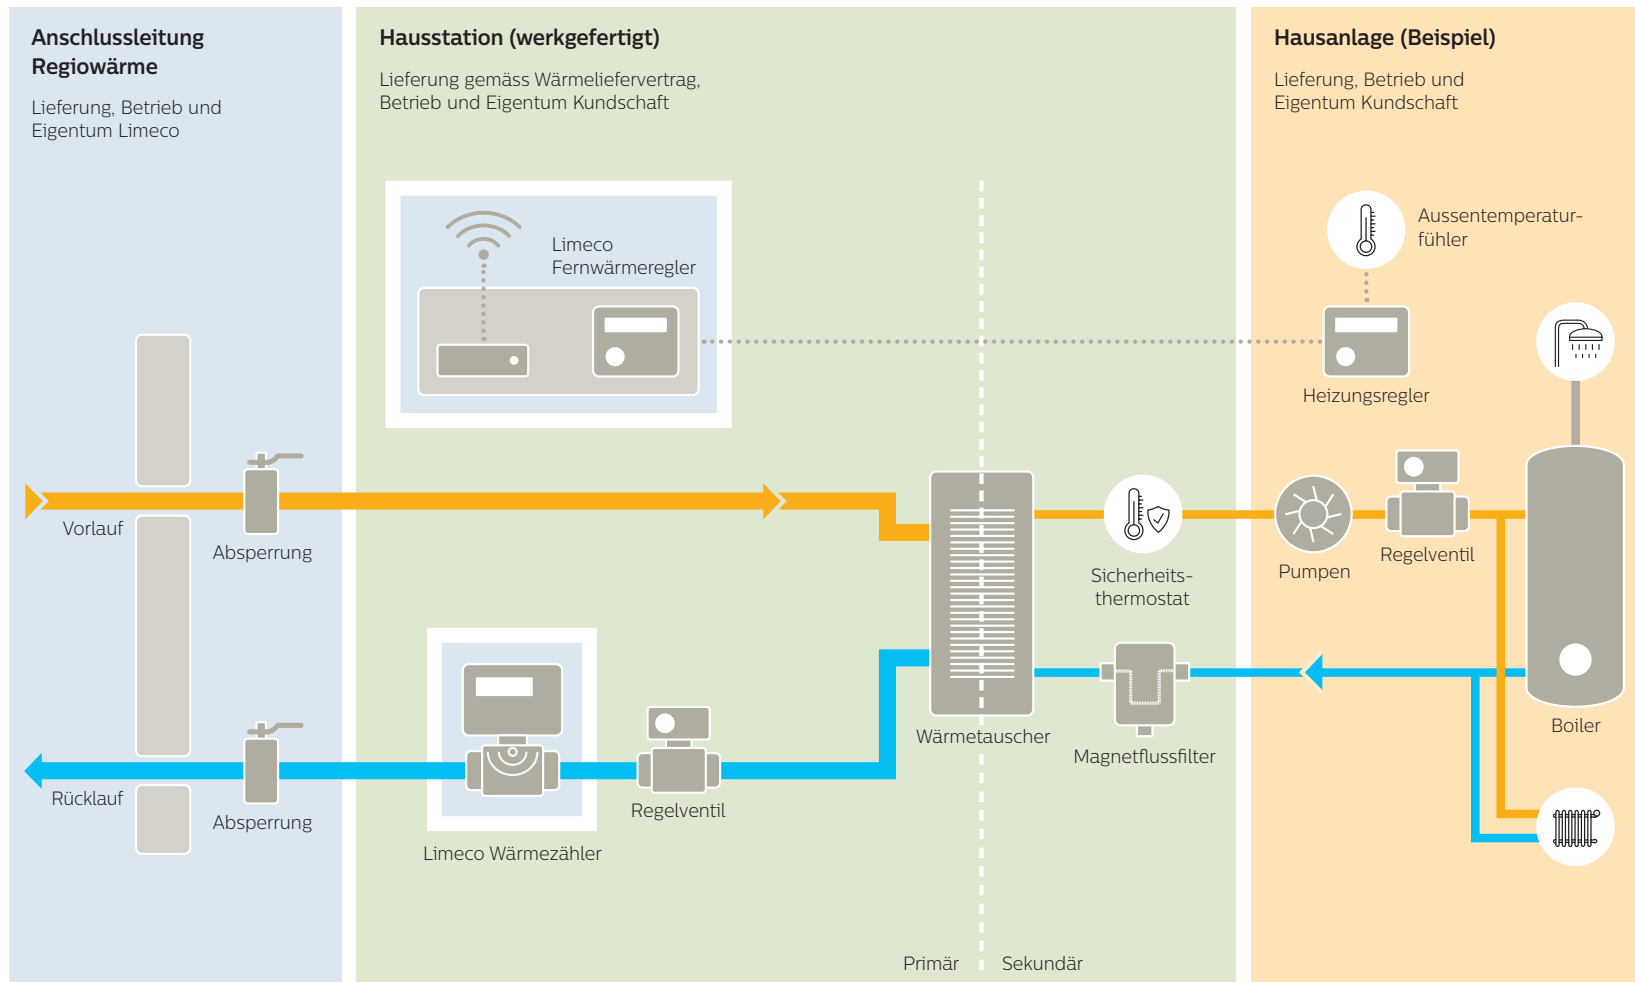 Anschlussleitung
Regiowärme
Lieferung, Betrieb und
Eigentum Limeco
Hausstation (werkgefertigt)
Lieferung gemäss Wärmeliefervertrag,
Betrieb und Eigentum Kundschaft
Hausanlage (Beispiel)
Lieferung, Betrieb und
Eigentum Kundschaft
Limeco
Fernwärmeregler
Aussentemperatur-
fühler
Heizungsregler
Vorlauf
Absperrung
Sicherheits-
thermostat
Pumpen
Regelventil
Wärmetauscher
Magnetflussfilter
Boiler
Rücklauf
Absperrung
Regelventil
Limeco Wärmezähler
Primär
Sekundär